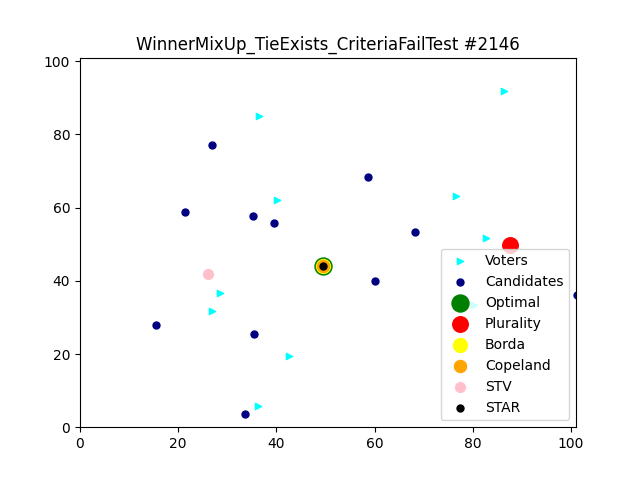 WinnerMixUp_TieExists_CriteriaFailTest #2146
100
80
60
40
20
0
0 20 40 60 80 100
Voters
Candidates
Optimal
Plurality
Borda
Copeland
STV
STAR